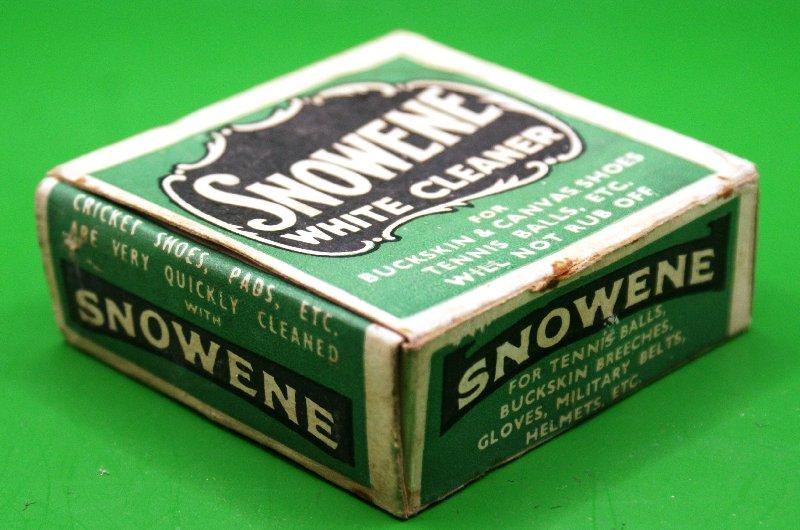 SNOWENE
WHITE CLEANER
FOR
BUCKSKIN & CANVAS SHOES
TENNIS BALLS, ETC.
WILL NOT RUB OFF
CRICKET SHOES, PADS, ETC.
ARE VERY QUICKLY CLEANED
WITH
SNOWENE
SNOWENE
FOR TENNIS BALLS,
BUCKSKIN BREECHES,
GLOVES, MILITARY BELTS,
HELMETS, ETC.